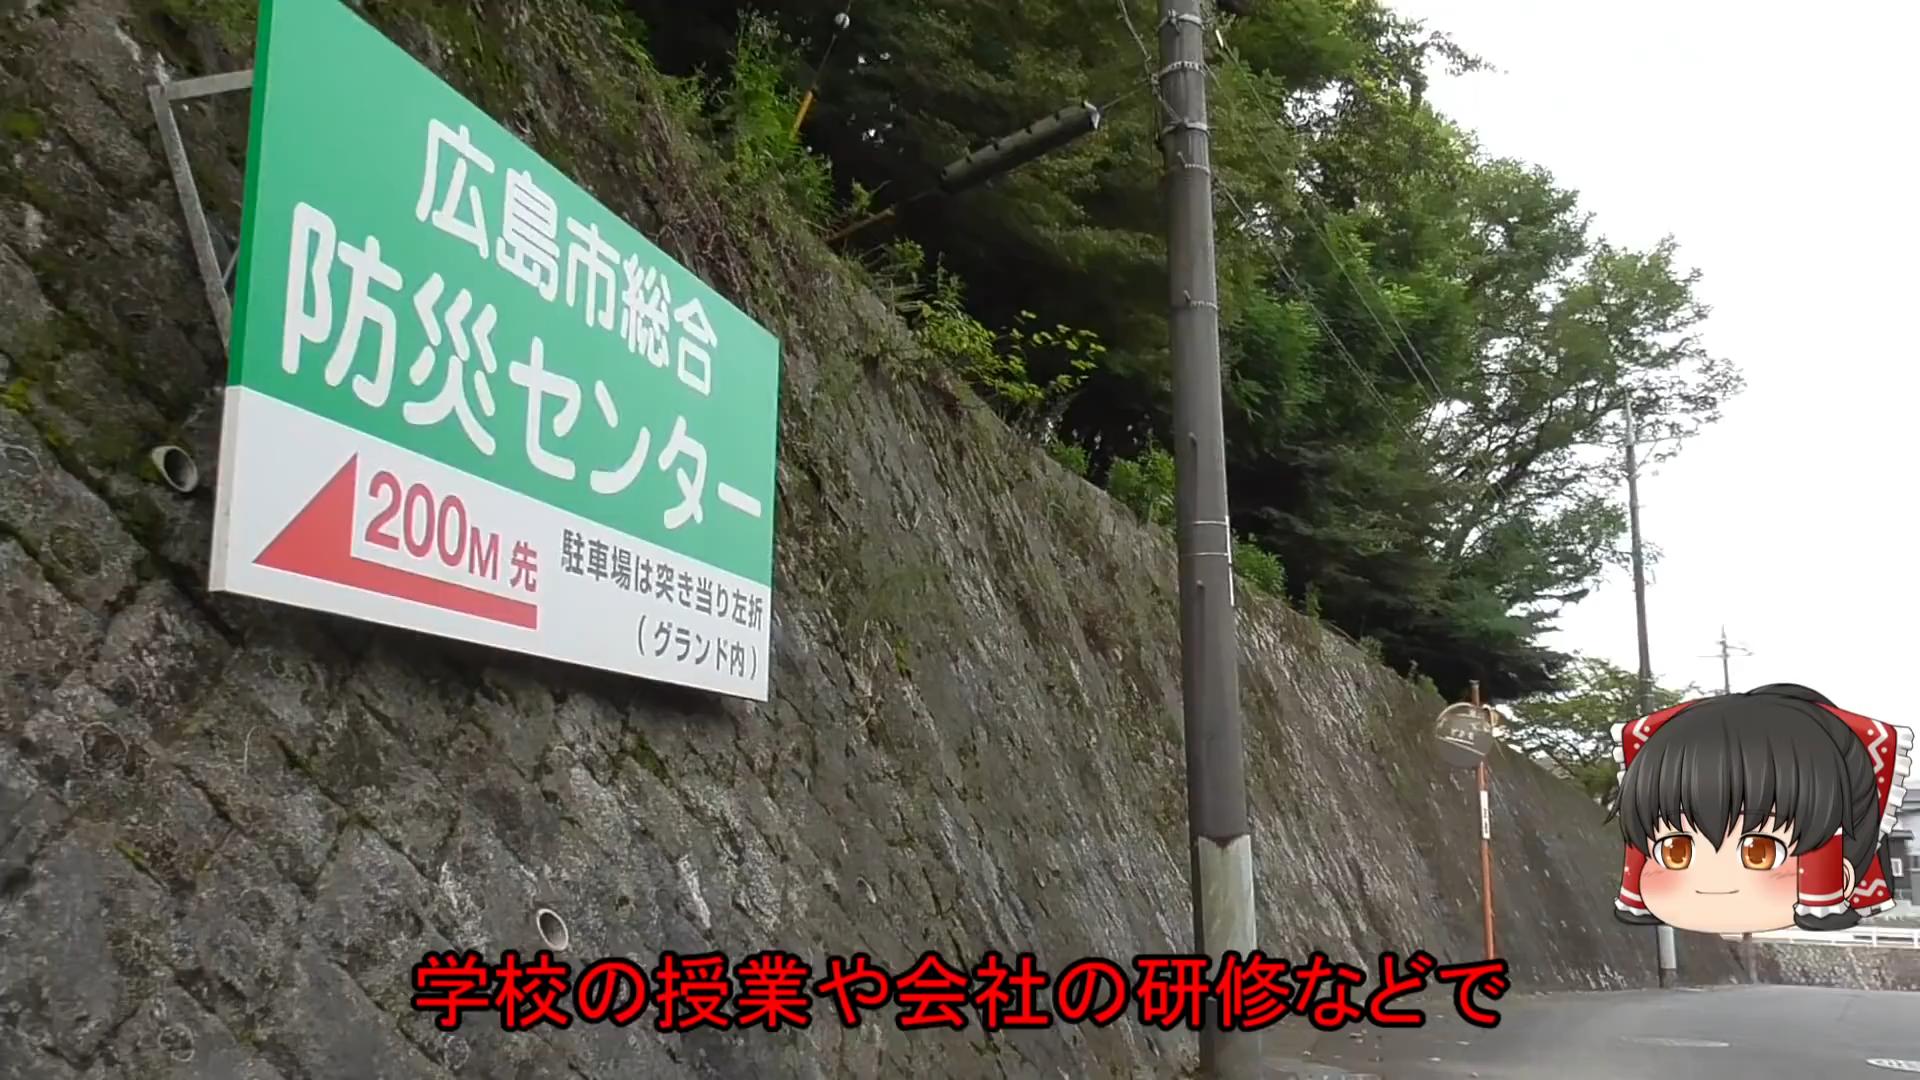 広島市総合
防災センター
200M 先
駐車場は突き当り左折
(グランド内)
学校の授業や会社の研修などで